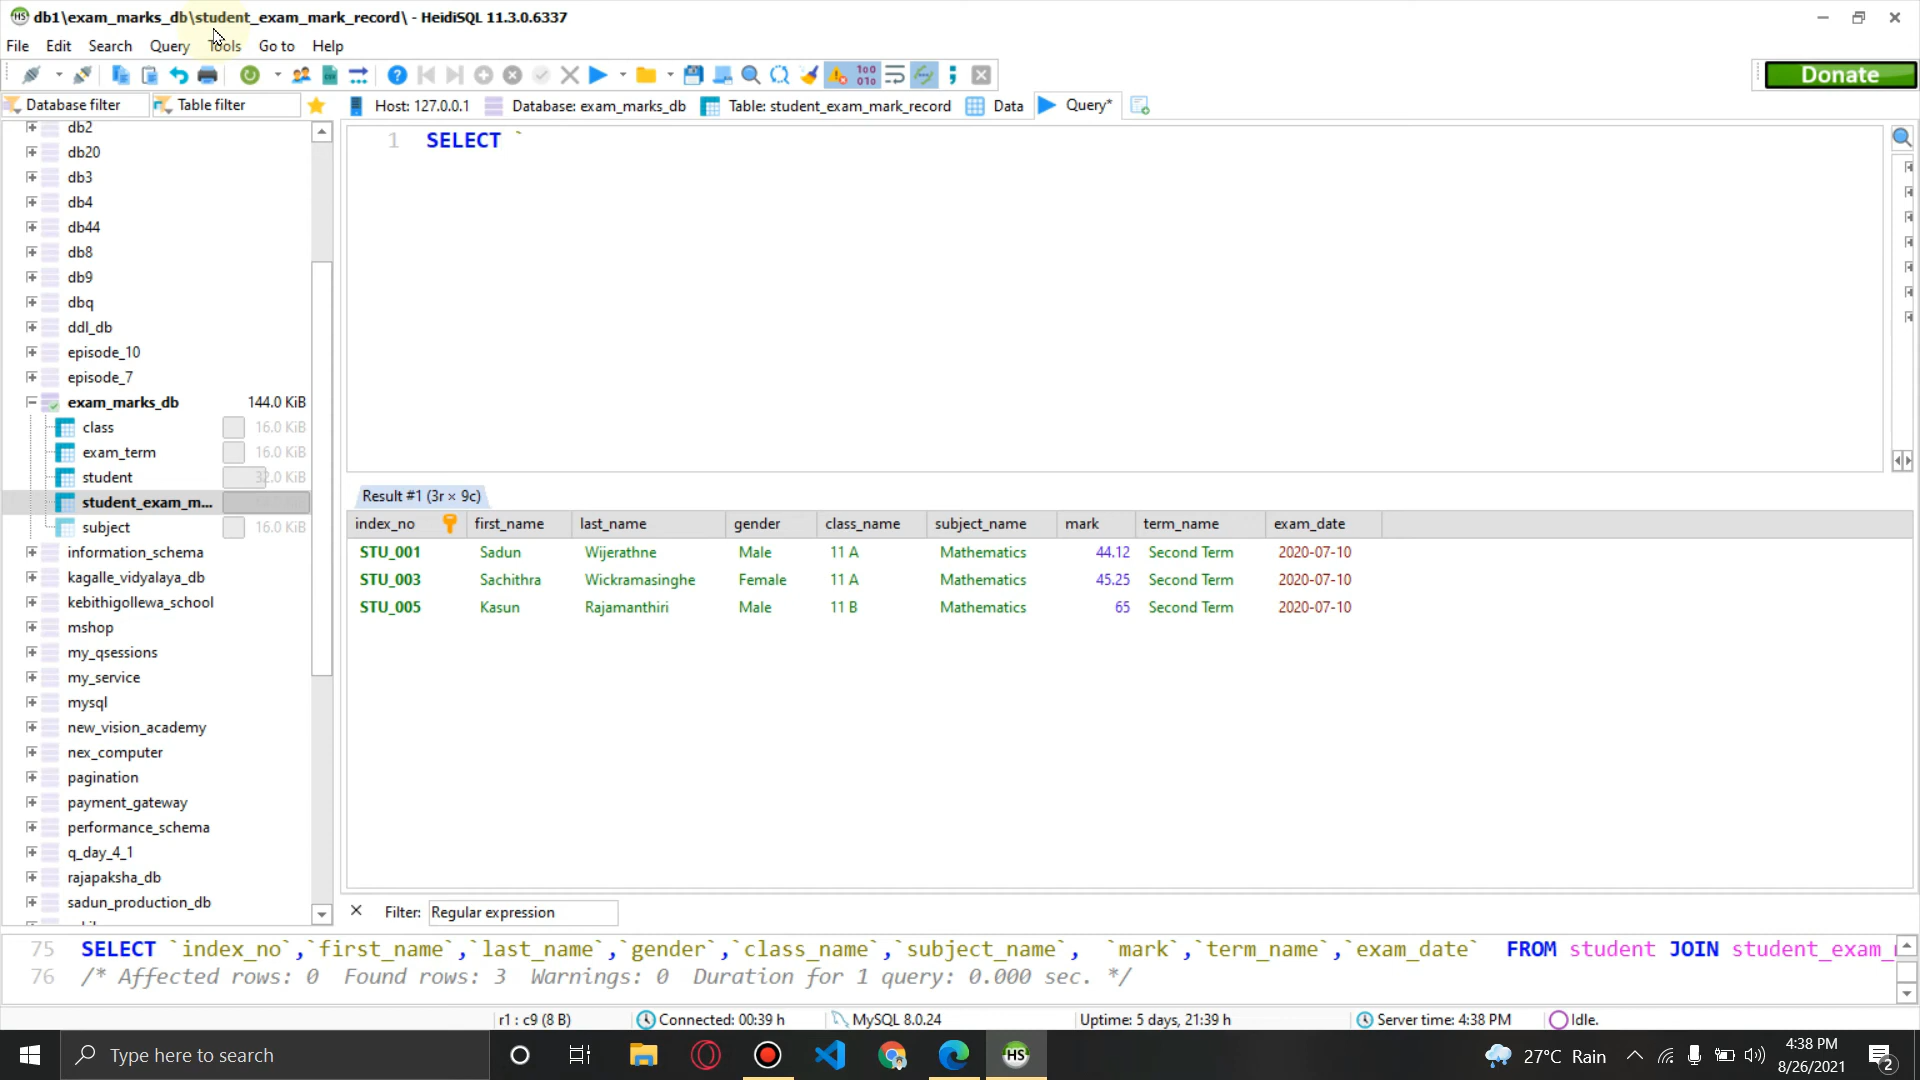 db1\exam_marks_db\student_exam_mark_record\ - HeidiSQL 11.3.0.6337
File Edit Search Query Tools Go to Help
Donate
Database filter Table filter Host: 127.0.0.1 Database: exam_marks_db Table: student_exam_mark_record Data Query*
1 SELECT `
db2
db20
db3
db4
db44
db8
db9
dbq
ddl_db
episode_10
episode_7
exam_marks_db 144.0 KiB
class 16.0 KiB
exam_term 16.0 KiB
student 32.0 KiB
student_exam_m...
subject 16.0 KiB
information_schema
kagalle_vidyalaya_db
kebithigollewa_school
mshop
my_qsessions
my_service
mysql
new_vision_academy
nex_computer
pagination
payment_gateway
performance_schema
q_day_4_1
rajapaksha_db
sadun_production_db
Result #1 (3r × 9c)
index_no first_name last_name gender class_name subject_name mark term_name exam_date
STU_001 Sadun Wijerathne Male 11 A Mathematics 44.12 Second Term 2020-07-10
STU_003 Sachithra Wickramasinghe Female 11 A Mathematics 45.25 Second Term 2020-07-10
STU_005 Kasun Rajamanthiri Male 11 B Mathematics 65 Second Term 2020-07-10
Filter: Regular expression
75 SELECT `index_no`,`first_name`,`last_name`,`gender`,`class_name`,`subject_name`, `mark`,`term_name`,`exam_date` FROM student JOIN student_exam_
76 /* Affected rows: 0 Found rows: 3 Warnings: 0 Duration for 1 query: 0.000 sec. */
r1 : c9 (8 B) Connected: 00:39 h MySQL 8.0.24 Uptime: 5 days, 21:39 h Server time: 4:38 PM Idle.
Type here to search
HS
27°C Rain
4:38 PM
8/26/2021
2